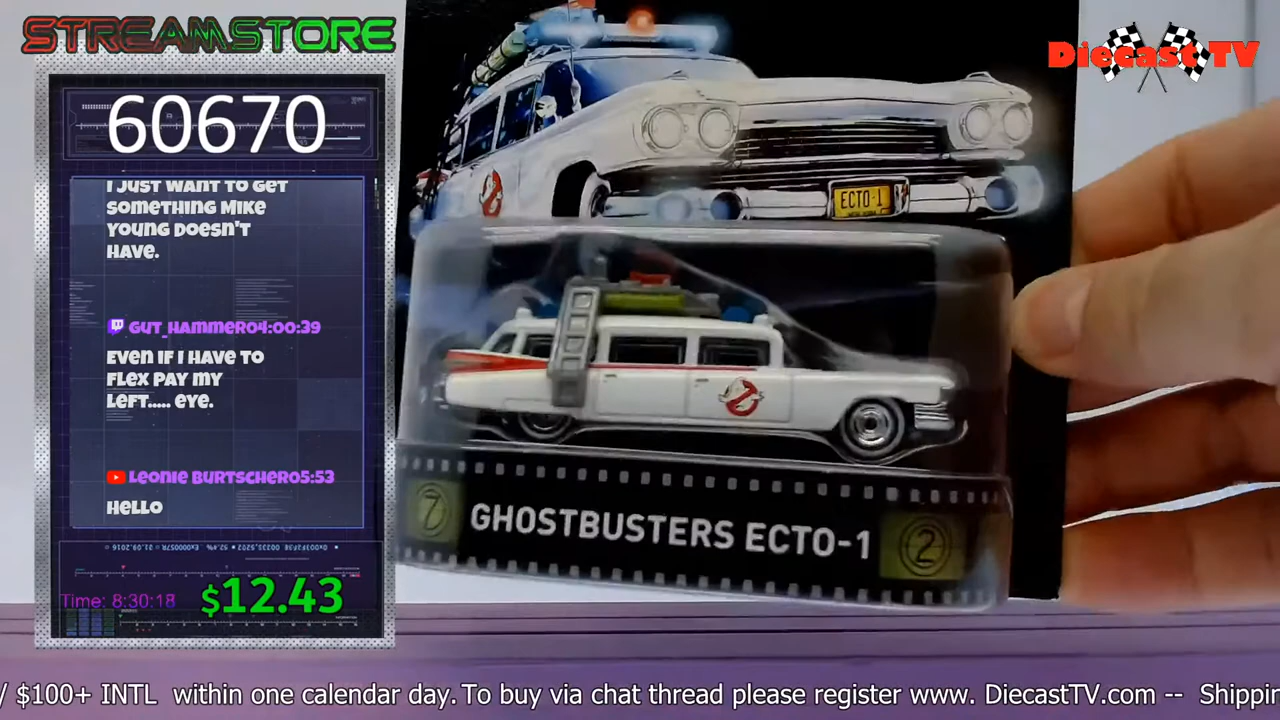 STREAMSTORE
Diecast TV
60670
I just want to get
something Mike
Young doesn't
have.
Gut_Hammer04:00:39
Even if I have to
flex pay my
left..... eye.
Leonie Burtscher05:53
Hello
Time: 8:30:18
$12.43
ECTO-1
7
GHOSTBUSTERS ECTO-1
2
/ $100+ INTL within one calendar day. To buy via chat thread please register www. DiecastTV.com -- Shippin